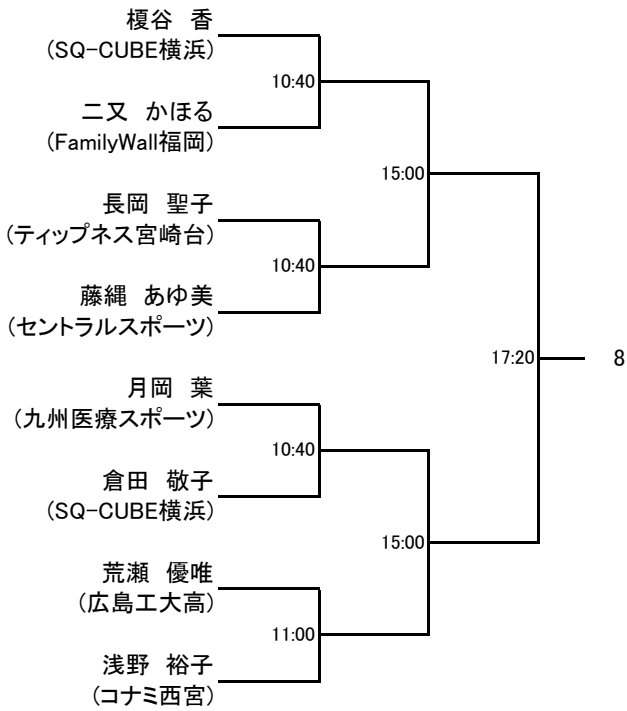 榎谷　香
(SQ-CUBE横浜)
10:40
二又　かほる
(FamilyWall福岡)
15:00
長岡　聖子
(ティップネス宮崎台)
10:40
藤縄　あゆ美
(セントラルスポーツ)
17:20
8
月岡　葉
(九州医療スポーツ)
10:40
倉田　敬子
(SQ-CUBE横浜)
15:00
荒瀬　優唯
(広島工大高)
11:00
浅野　裕子
(コナミ西宮)